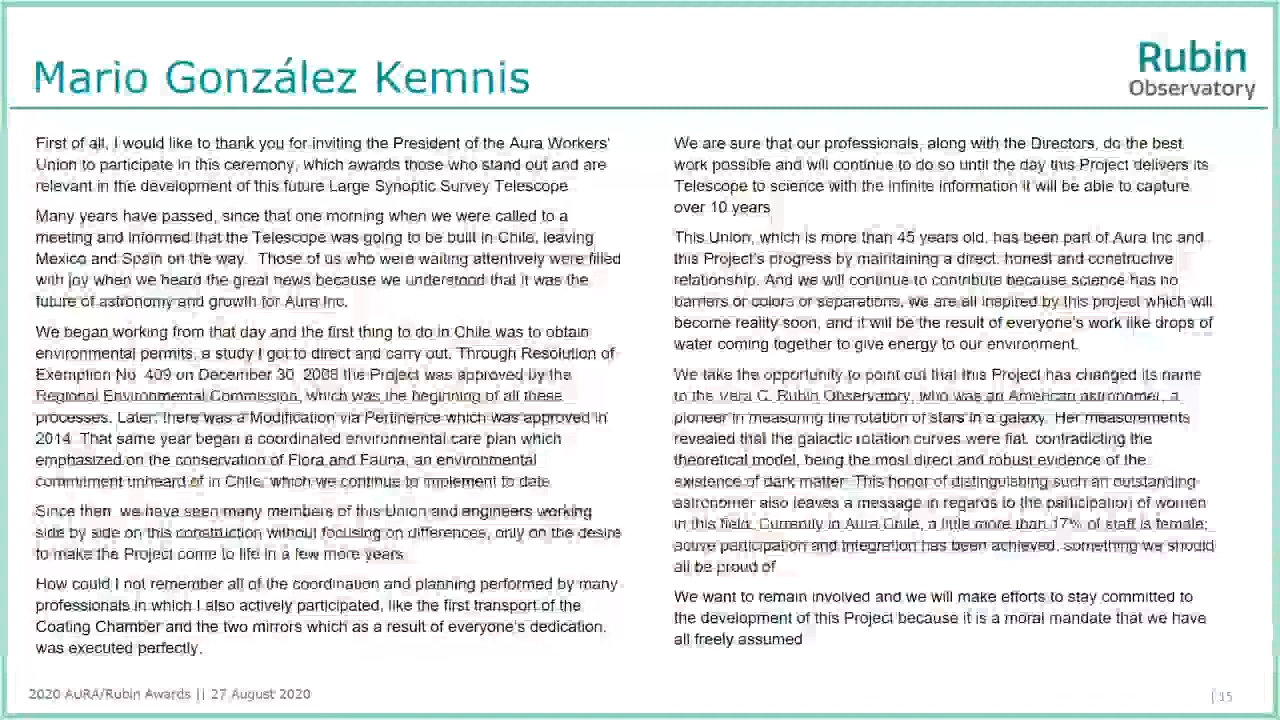 Mario González Kemnis
Rubin
Observatory
First of all, I would like to thank you for inviting the President of the Aura Workers'
Union to participate in this ceremony, which awards those who stand out and are
relevant in the development of this future Large Synoptic Survey Telescope
Many years have passed, since that one morning when we were called to a
meeting and informed that the Telescope was going to be built in Chile, leaving
Mexico and Spain on the way. Those of us who were waiting attentively were filled
with joy when we heard the great news because we understood that it was the
future of astronomy and growth for Aura Inc.
We began working from that day and the first thing to do in Chile was to obtain
environmental permits, a study I got to direct and carry out. Through Resolution of
Exemption No. 409 on December 30, 2008 the Project was approved by the
Regional Environmental Commission, which was the beginning of all these
processes. Later, there was a Modification via Pertinence which was approved in
2014. That same year began a coordinated environmental care plan which
emphasized on the conservation of Flora and Fauna, an environmental
commitment unheard of in Chile, which we continue to implement to date
Since then we have seen many members of this Union and engineers working
side by side on this construction without focusing on differences, only on the desire
to make the Project come to life in a few more years
How could I not remember all of the coordination and planning performed by many
professionals in which I also actively participated, like the first transport of the
Coating Chamber and the two mirrors which as a result of everyone's dedication,
was executed perfectly.
We are sure that our professionals, along with the Directors, do the best
work possible and will continue to do so until the day this Project delivers its
Telescope to science with the infinite information it will be able to capture
over 10 years
This Union, which is more than 45 years old, has been part of Aura Inc and
this Project's progress by maintaining a direct, honest and constructive
relationship. And we will continue to contribute because science has no
barriers or colors or separations, we are all inspired by this project which will
become reality soon, and it will be the result of everyone's work like drops of
water coming together to give energy to our environment.
We take the opportunity to point out that this Project has changed its name
to the Vera C. Rubin Observatory, who was an American astronomer, a
pioneer in measuring the rotation of stars in a galaxy. Her measurements
revealed that the galactic rotation curves were flat, contradicting the
theoretical model, being the most direct and robust evidence of the
existence of dark matter. This honor of distinguishing such an outstanding
astronomer also leaves a message in regards to the participation of women
in this field. Currently in Aura Chile, a little more than 17% of staff is female;
active participation and integration has been achieved, something we should
all be proud of
We want to remain involved and we will make efforts to stay committed to
the development of this Project because it is a moral mandate that we have
all freely assumed
2020 AURA/Rubin Awards || 27 August 2020
| 15